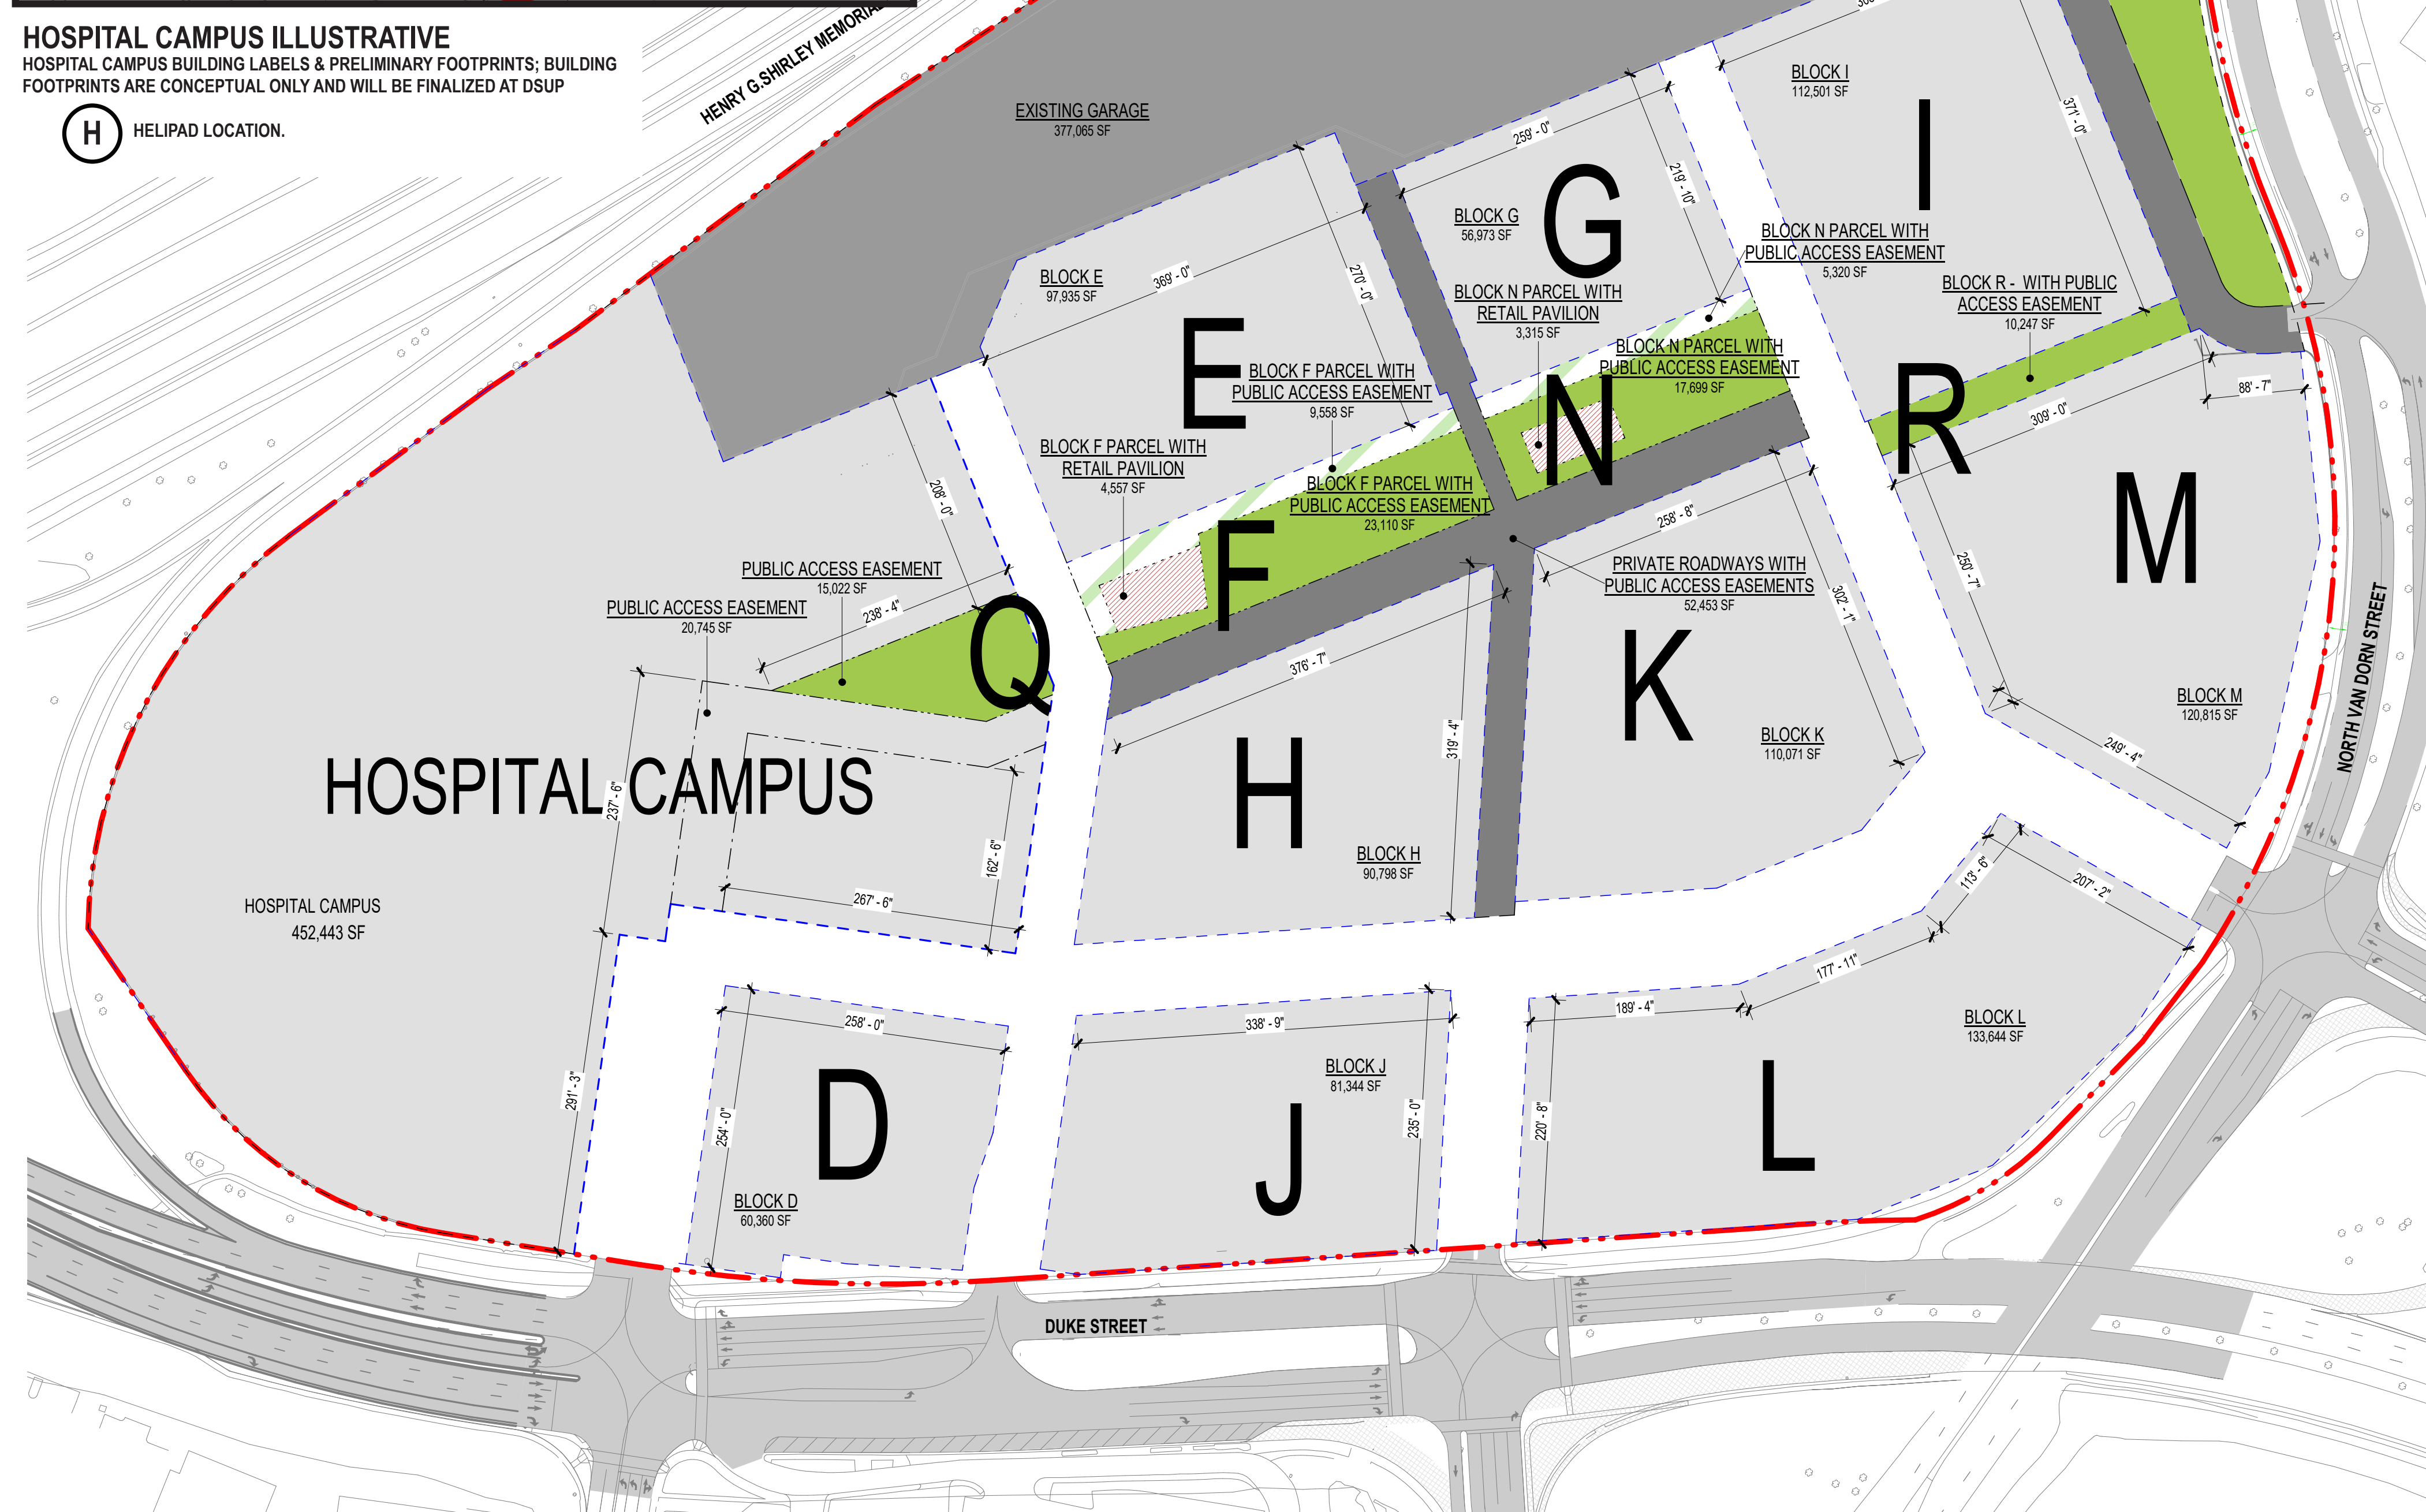 HOSPITAL CAMPUS ILLUSTRATIVE
HOSPITAL CAMPUS BUILDING LABELS & PRELIMINARY FOOTPRINTS; BUILDING
FOOTPRINTS ARE CONCEPTUAL ONLY AND WILL BE FINALIZED AT DSUP
H
HELIPAD LOCATION.
HENRY G.SHIRLEY MEMORIAL
EXISTING GARAGE
377,065 SF
BLOCK I
112,501 SF
I
371' - 0"
259' - 0"
219' - 10"
G
BLOCK G
56,973 SF
BLOCK N PARCEL WITH
PUBLIC ACCESS EASEMENT
5,320 SF
BLOCK E
97,935 SF
369' - 0"
270' - 0"
E
BLOCK N PARCEL WITH
RETAIL PAVILION
3,315 SF
BLOCK R - WITH PUBLIC
ACCESS EASEMENT
10,247 SF
BLOCK N PARCEL WITH
PUBLIC ACCESS EASEMENT
17,699 SF
N
BLOCK F PARCEL WITH
PUBLIC ACCESS EASEMENT
9,558 SF
R
88' - 7"
309' - 0"
BLOCK F PARCEL WITH
RETAIL PAVILION
4,557 SF
BLOCK F PARCEL WITH
PUBLIC ACCESS EASEMENT
23,110 SF
F
208' - 0"
258' - 8"
M
250' - 7"
PUBLIC ACCESS EASEMENT
15,022 SF
PRIVATE ROADWAYS WITH
PUBLIC ACCESS EASEMENTS
52,453 SF
302' - 1"
PUBLIC ACCESS EASEMENT
20,745 SF
238' - 4"
Q
376' - 7"
K
NORTH VAN DORN STREET
BLOCK M
120,815 SF
249' - 4"
HOSPITAL CAMPUS
237' - 6"
H
319' - 4"
BLOCK K
110,071 SF
162' - 6"
BLOCK H
90,798 SF
113' - 6"
207' - 2"
267' - 6"
HOSPITAL CAMPUS
452,443 SF
177' - 11"
189' - 4"
258' - 0"
338' - 9"
BLOCK L
133,644 SF
BLOCK J
81,344 SF
291' - 3"
254' - 0"
D
235' - 0"
220' - 8"
J
L
BLOCK D
60,360 SF
DUKE STREET